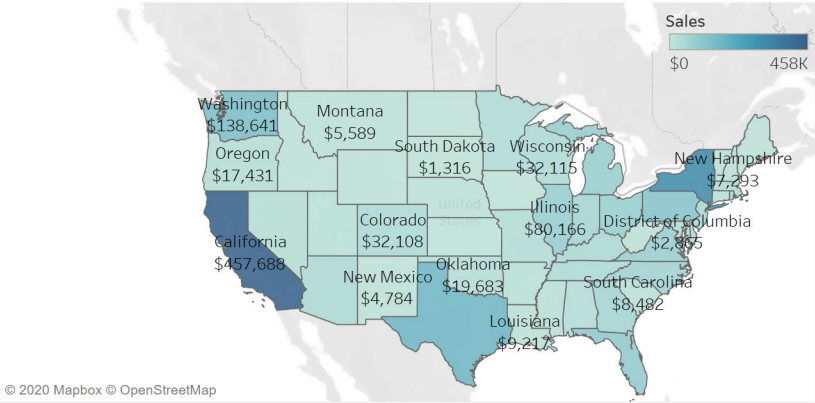 Sales
$0 458K
Washington
$138,641
Montana
$5,589
Oregon
$17,431
South Dakota
$1,316
Wisconsin
$32,115
New Hampshire
$7,293
United
States
Illinois
$80,166
District of Columbia
$2,865
Colorado
$32,108
California
$457,688
New Mexico
$4,784
Oklahoma
$19,683
South Carolina
$8,482
Louisiana
$9,217
© 2020 Mapbox © OpenStreetMap